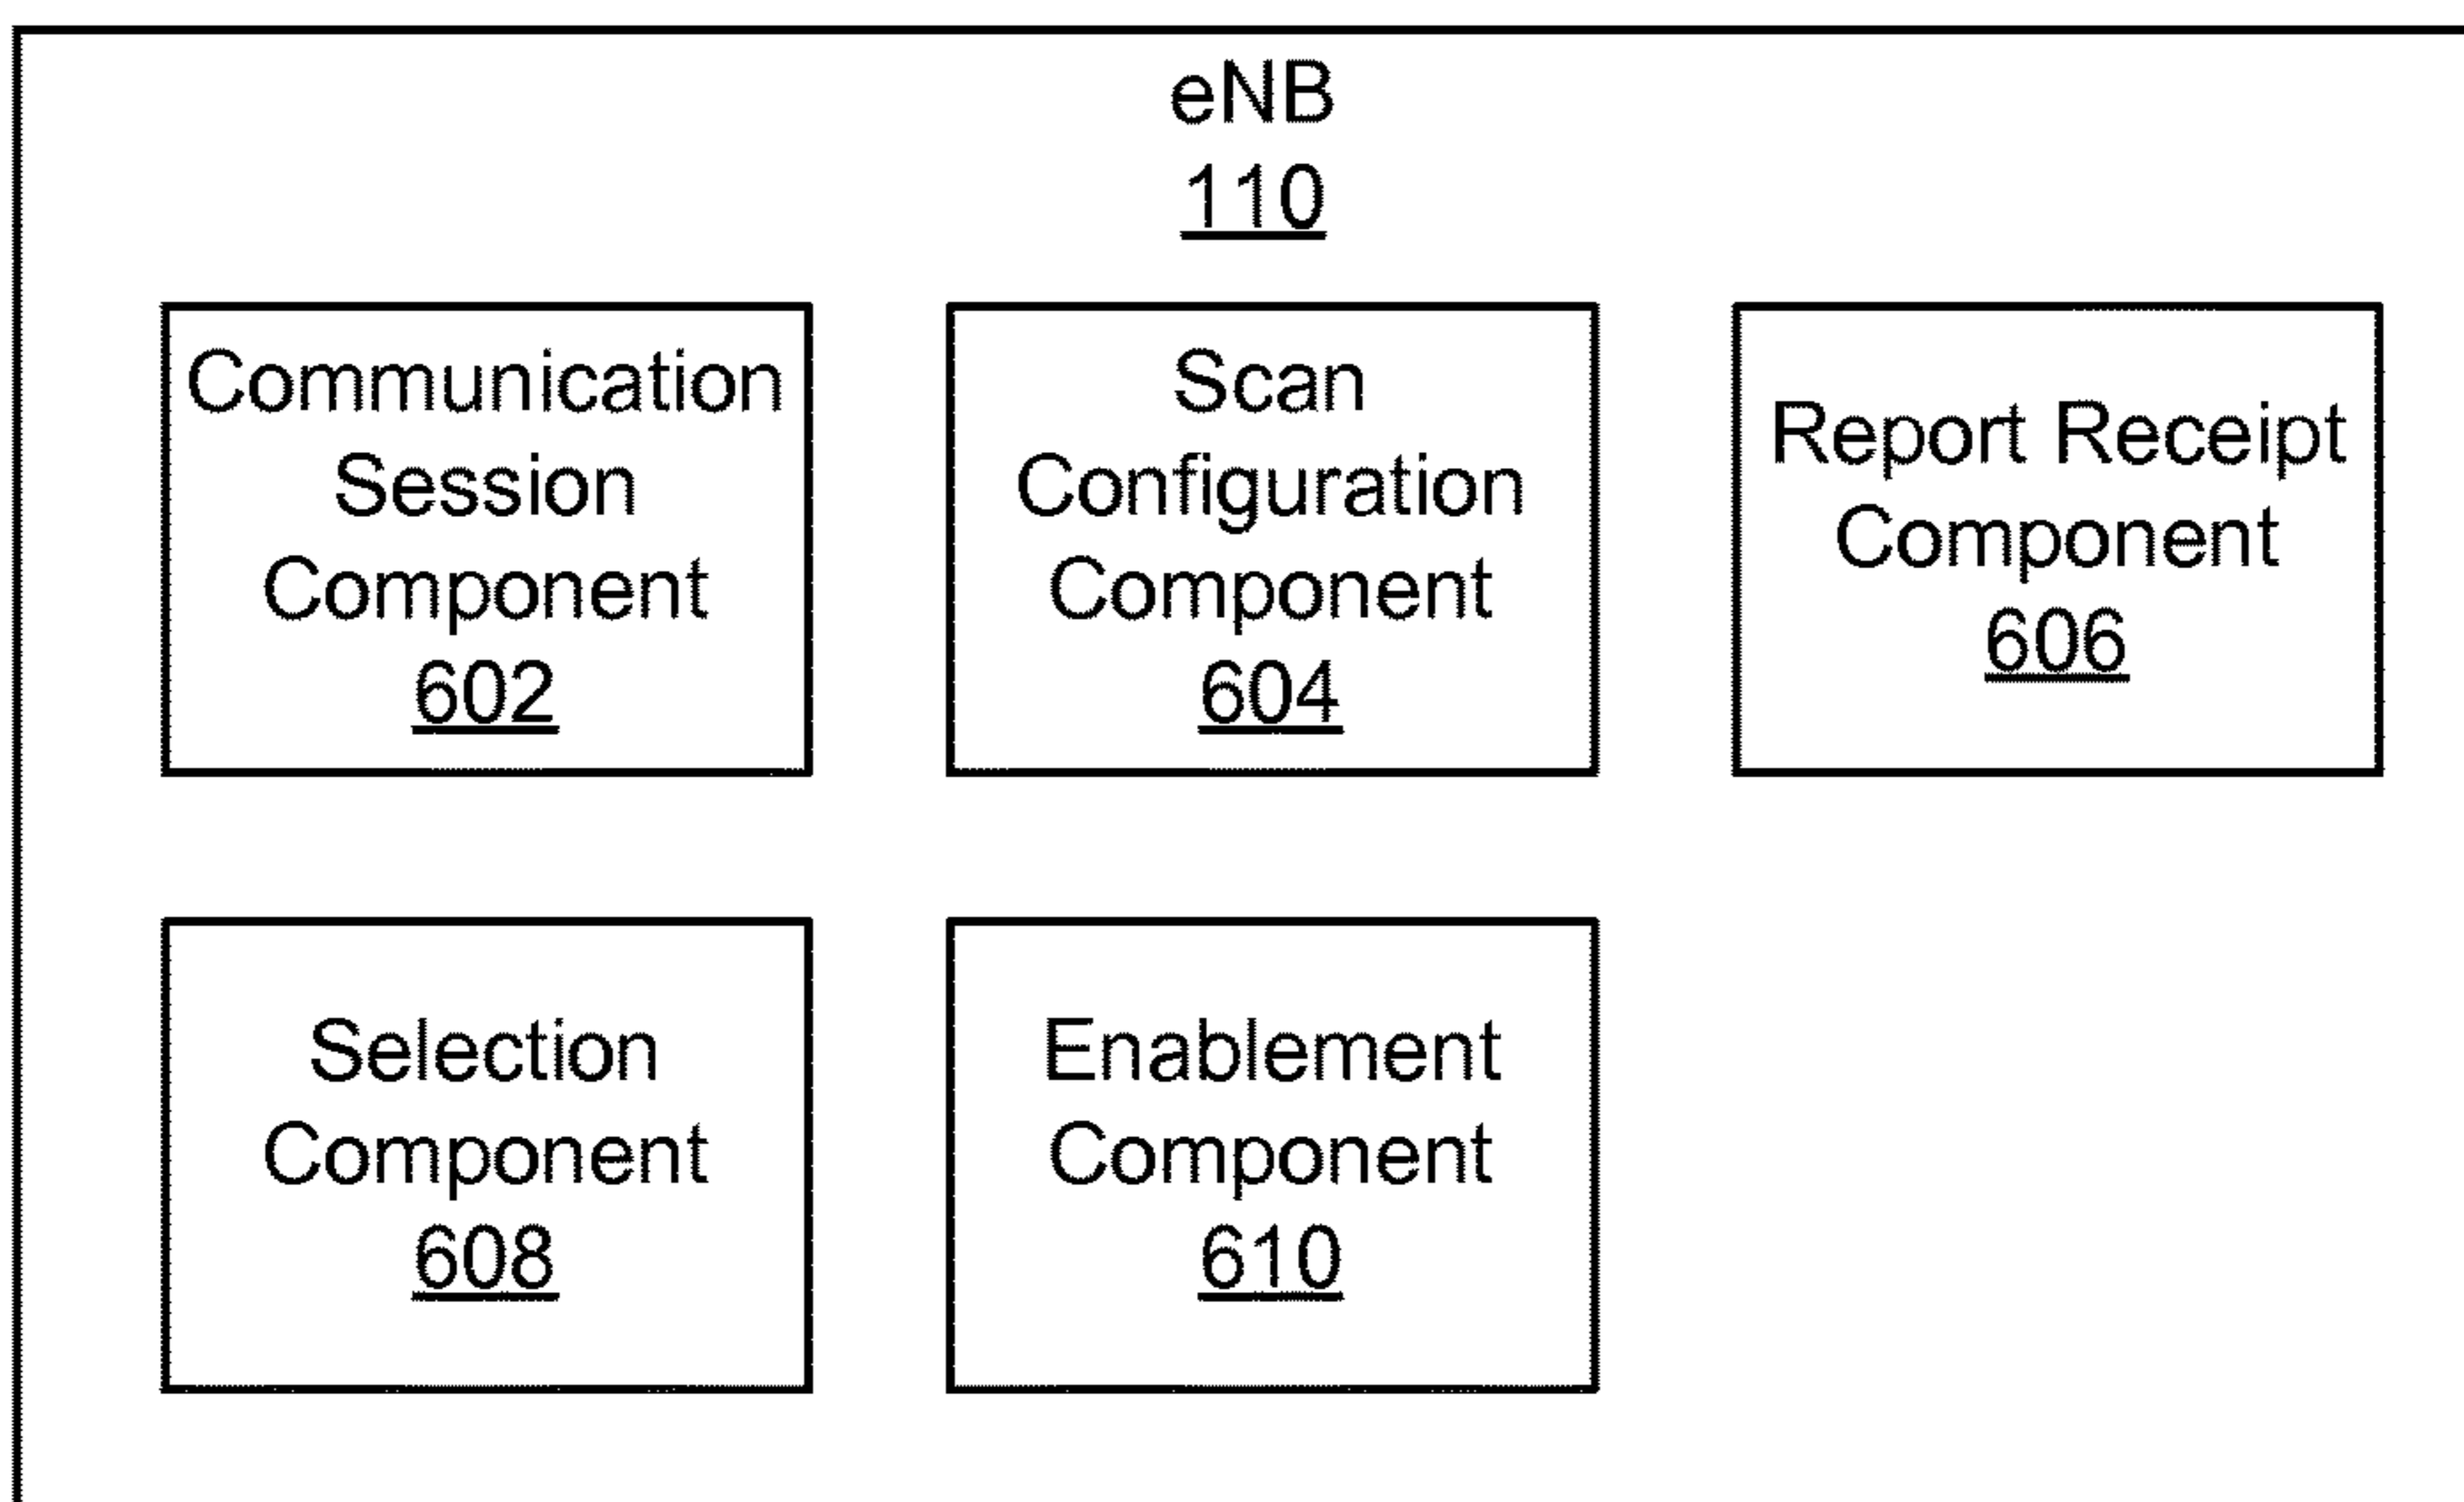 eNB
110
Communication
Session
Component
602
Scan
Configuration
Component
604
Report Receipt
Component
606
Selection
Component
608
Enablement
Component
610